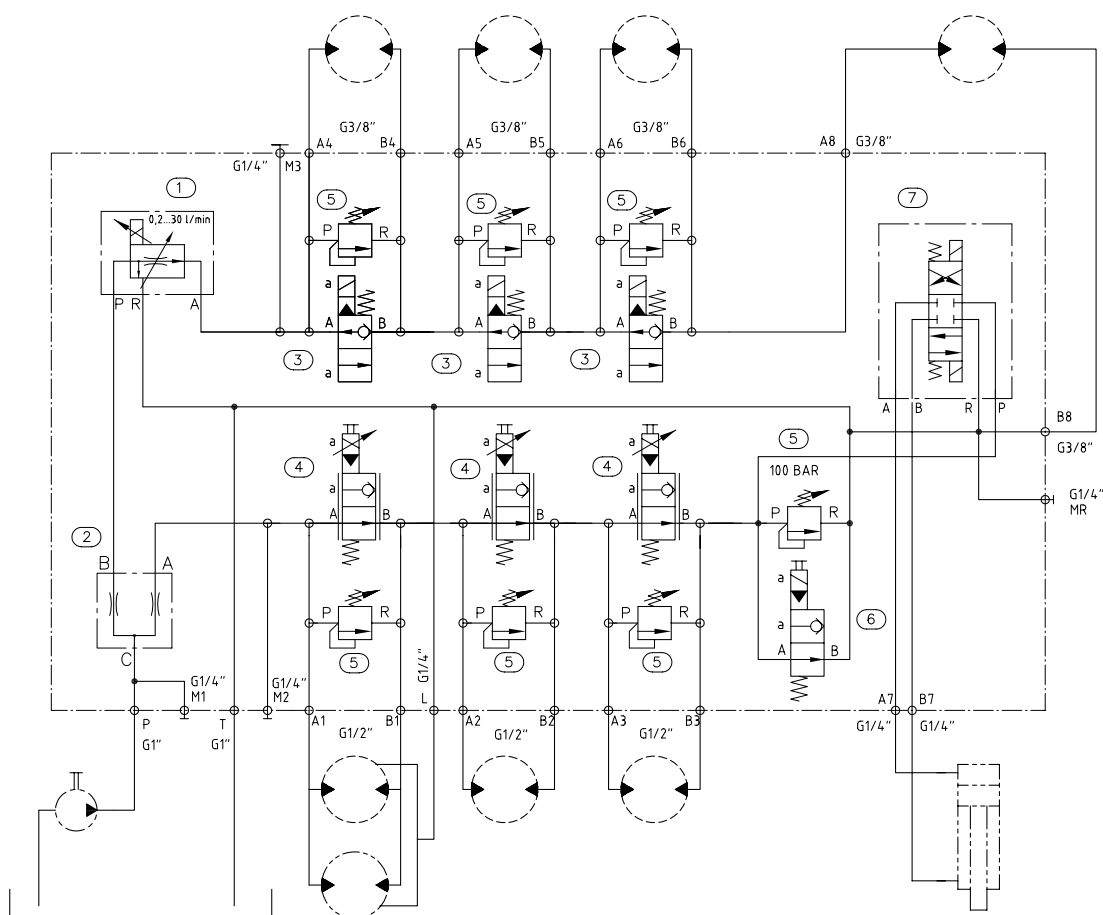 G3/8" G3/8" G3/8"
A4 B4 A5 B5 A6 B6 A8 G3/8"
G1/4" M3
1 5 5 5 7
0,2...30 l/min
P R P R P R
a a a
P R A A B A B A B
3 3 3
a a a
A B R P
B8
G3/8"
a a a 5
4 4 4
100 BAR
a a a
G1/4"
MR
A B A B A B P R
2
B A
a
P R P R P R a 6
A B
C 5 5 5
G1/4"
G1/4"
M1
G1/4"
M2
L
A7 B7
P T A1 B1 A2 B2 A3 B3
G1/4" G1/4"
G1" G1" G1/2" G1/2" G1/2"